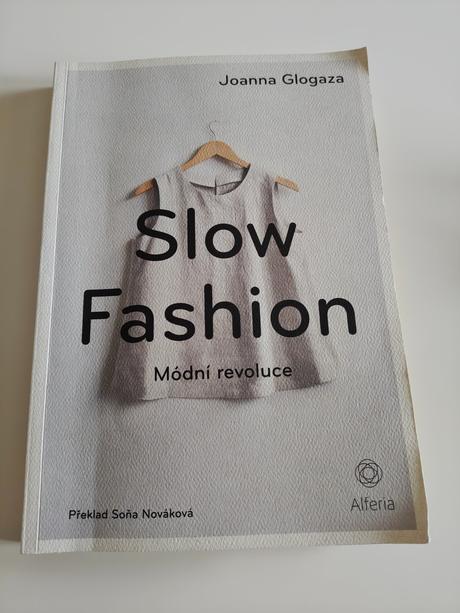 Joanna Glogaza
Slow
Fashion
Módní revoluce
Překlad Soňa Nováková
Alferia